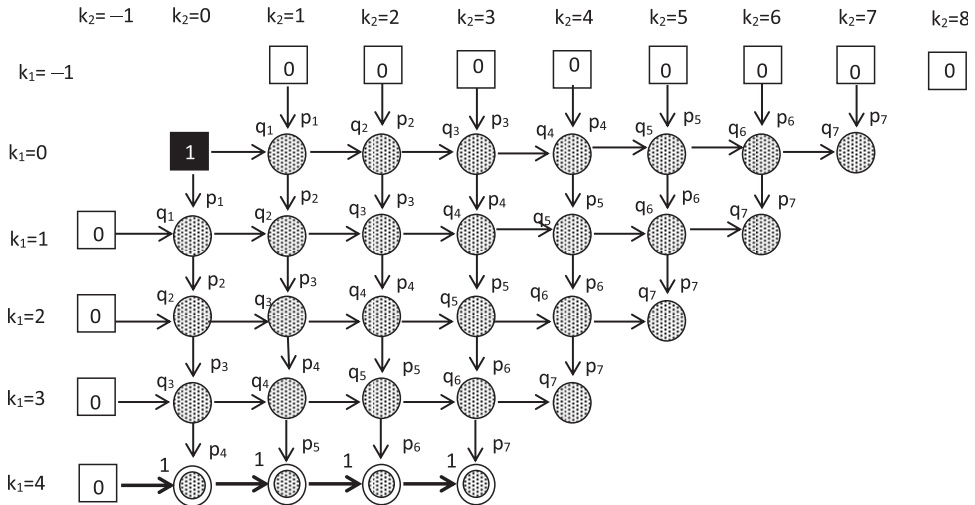 k₂= −1 k₂=0 k₂=1 k₂=2 k₂=3 k₂=4 k₂=5 k₂=6 k₂=7 k₂=8
k₁= −1 0 0 0 0 0 0 0 0
p₁ p₂ p₃ p₄ p₅ p₆ p₇
k₁=0 1 q₁ q₂ q₃ q₄ q₅ q₆ q₇
p₁ p₂ p₃ p₄ p₅ p₆ p₇
k₁=1 0 q₁ q₂ q₃ q₄ q₅ q₆ q₇
p₂ p₃ p₄ p₅ p₆ p₇
k₁=2 0 q₂ q₃ q₄ q₅ q₆ q₇
p₃ p₄ p₅ p₆ p₇
k₁=3 0 q₃ q₄ q₅ q₆ q₇
p₄ p₅ p₆ p₇
k₁=4 0 1 1 1 1